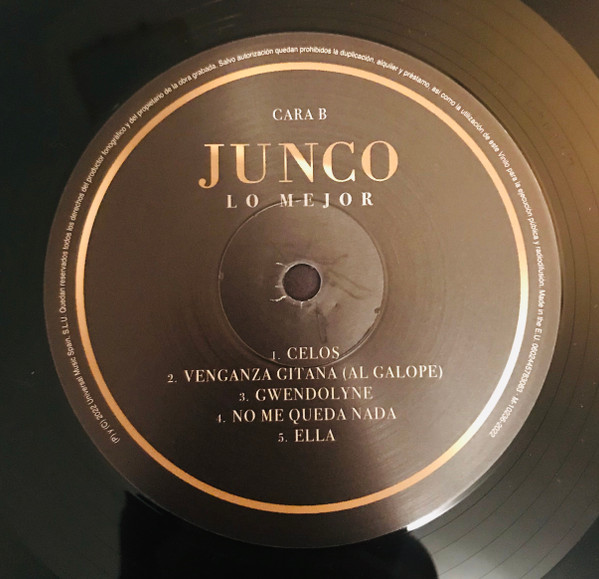 CARA B
JUNCO
LO MEJOR
1. CELOS
2. VENGANZA GITANA (AL GALOPE)
3. GWENDOLYNE
4. NO ME QUEDA NADA
5. ELLA
(P) y (C) 2022 Universal Music Spain, S.L.U. Quedan reservados todos los derechos del productor fonográfico y del propietario de la obra grabada. Salvo autorización quedan prohibidos la duplicación, alquiler y préstamo, así como la utilización de este Vinilo para la ejecución pública y radiodifusión. Made in the E.U.